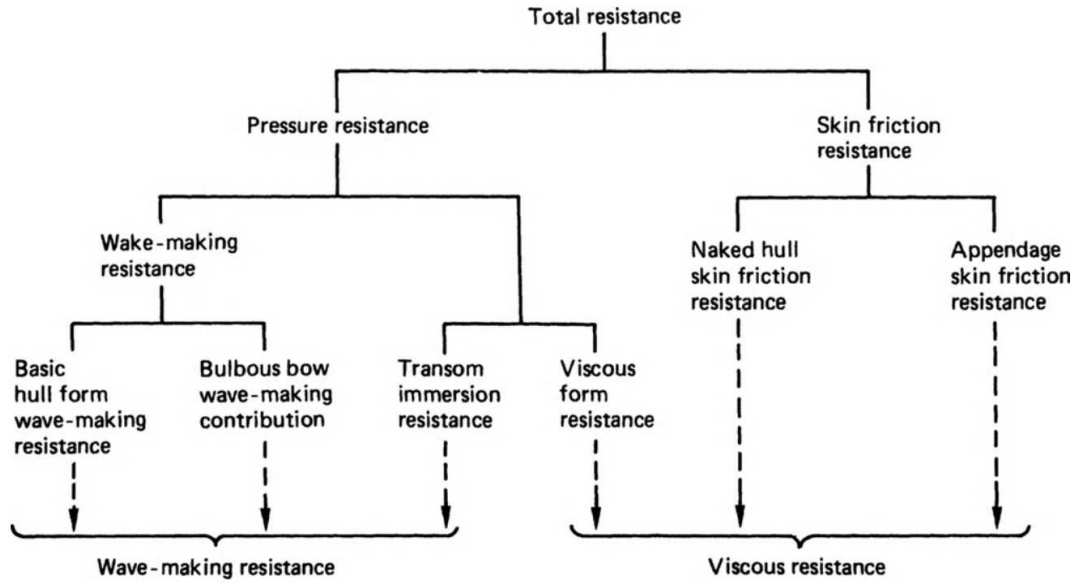 Total resistance
Pressure resistance
Skin friction
resistance
Wake-making
resistance
Naked hull
skin friction
resistance
Appendage
skin friction
resistance
Basic
hull form
wave-making
resistance
Bulbous bow
wave-making
contribution
Transom
immersion
resistance
Viscous
form
resistance
Wave-making resistance
Viscous resistance